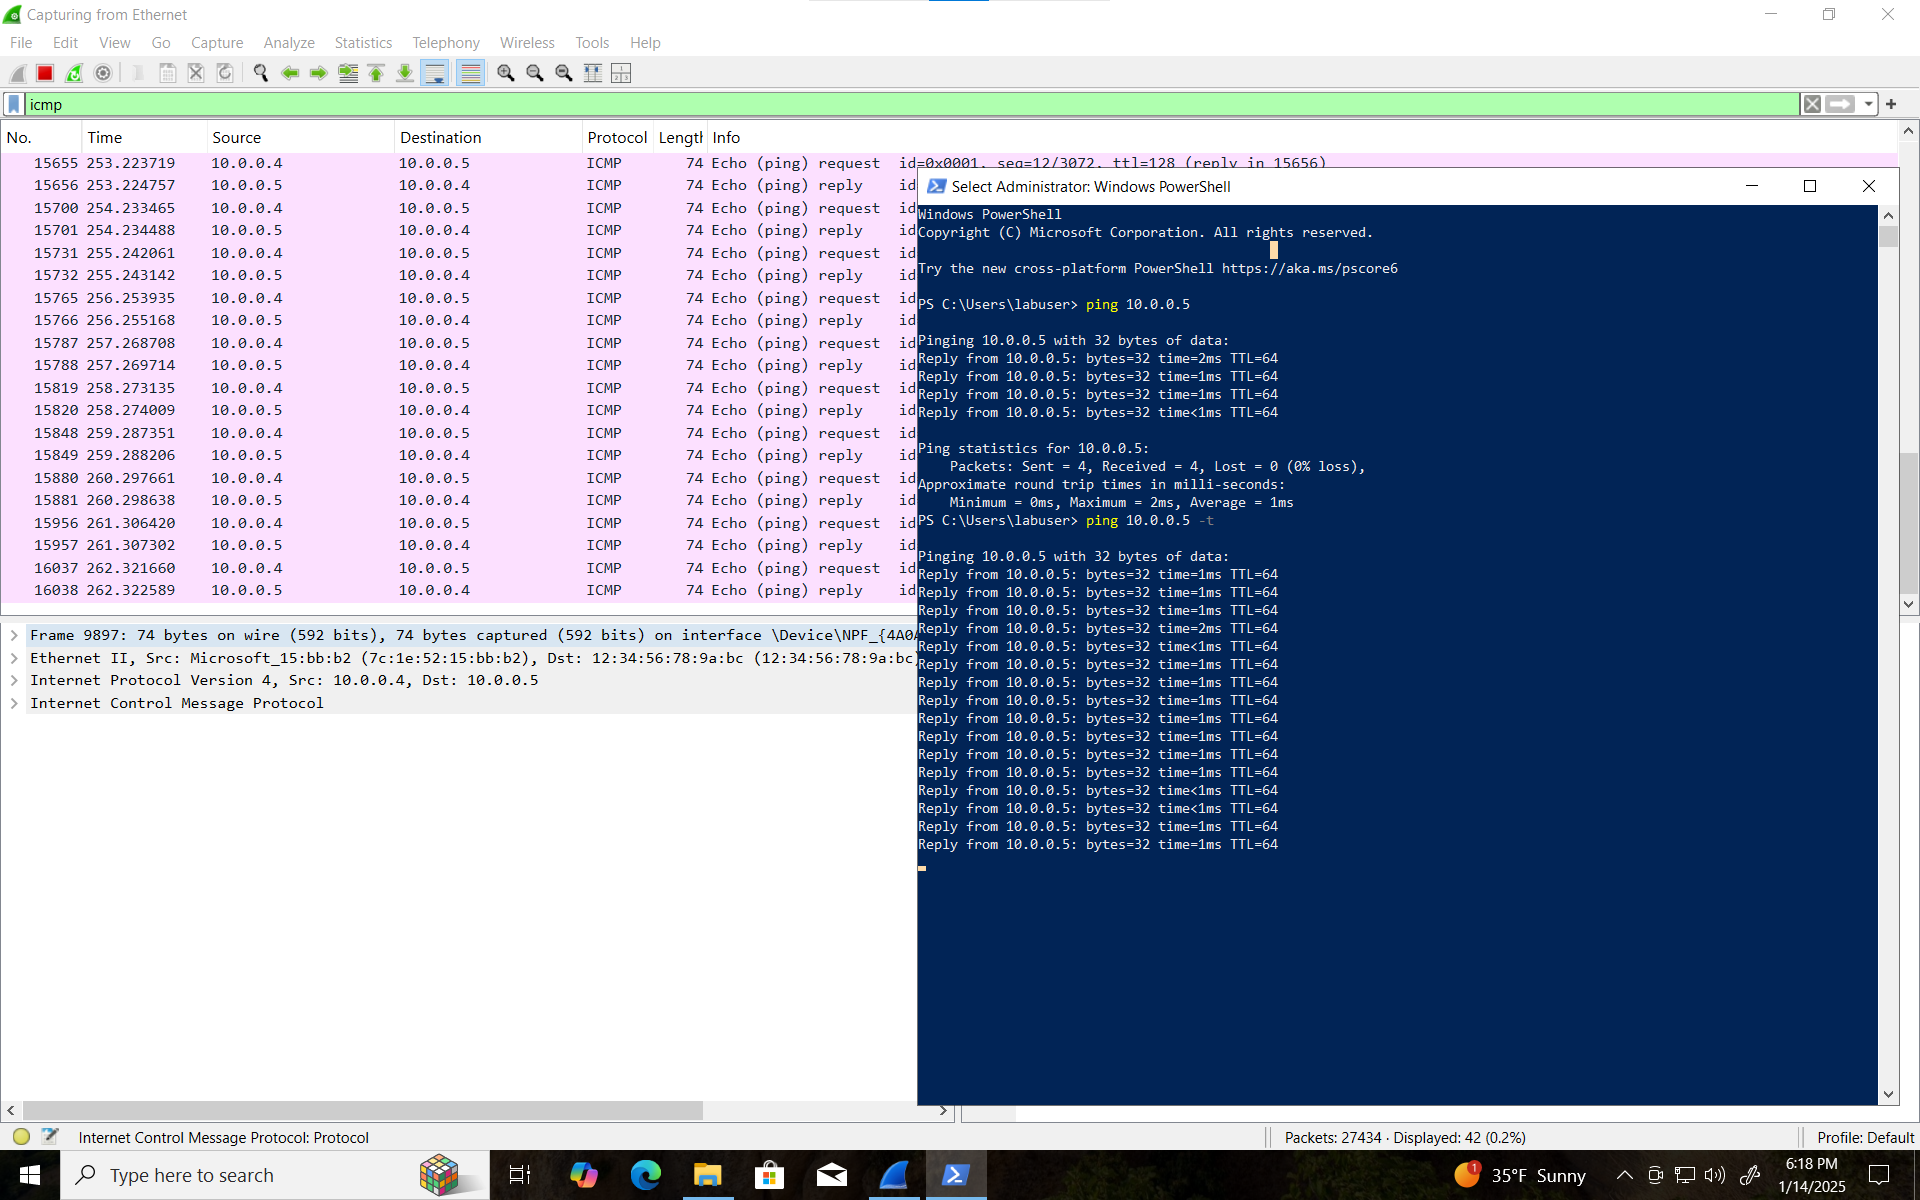 Capturing from Ethernet
File Edit View Go Capture Analyze Statistics Telephony Wireless Tools Help
icmp
No. Time Source Destination Protocol Length Info
15655 253.223719 10.0.0.4 10.0.0.5 ICMP 74 Echo (ping) request id=0x0001, seq=12/3072, ttl=128 (reply in 15656)
15656 253.224757 10.0.0.5 10.0.0.4 ICMP 74 Echo (ping) reply id
15700 254.233465 10.0.0.4 10.0.0.5 ICMP 74 Echo (ping) request id
15701 254.234488 10.0.0.5 10.0.0.4 ICMP 74 Echo (ping) reply id
15731 255.242061 10.0.0.4 10.0.0.5 ICMP 74 Echo (ping) request id
15732 255.243142 10.0.0.5 10.0.0.4 ICMP 74 Echo (ping) reply id
15765 256.253935 10.0.0.4 10.0.0.5 ICMP 74 Echo (ping) request id
15766 256.255168 10.0.0.5 10.0.0.4 ICMP 74 Echo (ping) reply id
15787 257.268708 10.0.0.4 10.0.0.5 ICMP 74 Echo (ping) request id
15788 257.269714 10.0.0.5 10.0.0.4 ICMP 74 Echo (ping) reply id
15819 258.273135 10.0.0.4 10.0.0.5 ICMP 74 Echo (ping) request id
15820 258.274009 10.0.0.5 10.0.0.4 ICMP 74 Echo (ping) reply id
15848 259.287351 10.0.0.4 10.0.0.5 ICMP 74 Echo (ping) request id
15849 259.288206 10.0.0.5 10.0.0.4 ICMP 74 Echo (ping) reply id
15880 260.297661 10.0.0.4 10.0.0.5 ICMP 74 Echo (ping) request id
15881 260.298638 10.0.0.5 10.0.0.4 ICMP 74 Echo (ping) reply id
15956 261.306420 10.0.0.4 10.0.0.5 ICMP 74 Echo (ping) request id
15957 261.307302 10.0.0.5 10.0.0.4 ICMP 74 Echo (ping) reply id
16037 262.321660 10.0.0.4 10.0.0.5 ICMP 74 Echo (ping) request id
16038 262.322589 10.0.0.5 10.0.0.4 ICMP 74 Echo (ping) reply id
Frame 9897: 74 bytes on wire (592 bits), 74 bytes captured (592 bits) on interface \Device\NPF_{4A0A
Ethernet II, Src: Microsoft_15:bb:b2 (7c:1e:52:15:bb:b2), Dst: 12:34:56:78:9a:bc (12:34:56:78:9a:bc)
Internet Protocol Version 4, Src: 10.0.0.4, Dst: 10.0.0.5
Internet Control Message Protocol
Select Administrator: Windows PowerShell
Windows PowerShell
Copyright (C) Microsoft Corporation. All rights reserved.
Try the new cross-platform PowerShell https://aka.ms/pscore6
PS C:\Users\labuser> ping 10.0.0.5
Pinging 10.0.0.5 with 32 bytes of data:
Reply from 10.0.0.5: bytes=32 time=2ms TTL=64
Reply from 10.0.0.5: bytes=32 time=1ms TTL=64
Reply from 10.0.0.5: bytes=32 time=1ms TTL=64
Reply from 10.0.0.5: bytes=32 time<1ms TTL=64
Ping statistics for 10.0.0.5:
Packets: Sent = 4, Received = 4, Lost = 0 (0% loss),
Approximate round trip times in milli-seconds:
Minimum = 0ms, Maximum = 2ms, Average = 1ms
PS C:\Users\labuser> ping 10.0.0.5 -t
Pinging 10.0.0.5 with 32 bytes of data:
Reply from 10.0.0.5: bytes=32 time=1ms TTL=64
Reply from 10.0.0.5: bytes=32 time=1ms TTL=64
Reply from 10.0.0.5: bytes=32 time=1ms TTL=64
Reply from 10.0.0.5: bytes=32 time=2ms TTL=64
Reply from 10.0.0.5: bytes=32 time<1ms TTL=64
Reply from 10.0.0.5: bytes=32 time=1ms TTL=64
Reply from 10.0.0.5: bytes=32 time=1ms TTL=64
Reply from 10.0.0.5: bytes=32 time=1ms TTL=64
Reply from 10.0.0.5: bytes=32 time=1ms TTL=64
Reply from 10.0.0.5: bytes=32 time=1ms TTL=64
Reply from 10.0.0.5: bytes=32 time=1ms TTL=64
Reply from 10.0.0.5: bytes=32 time=1ms TTL=64
Reply from 10.0.0.5: bytes=32 time<1ms TTL=64
Reply from 10.0.0.5: bytes=32 time<1ms TTL=64
Reply from 10.0.0.5: bytes=32 time=1ms TTL=64
Reply from 10.0.0.5: bytes=32 time=1ms TTL=64
Internet Control Message Protocol: Protocol
Packets: 27434 · Displayed: 42 (0.2%)
Profile: Default
Type here to search
1
35°F Sunny
6:18 PM
1/14/2025